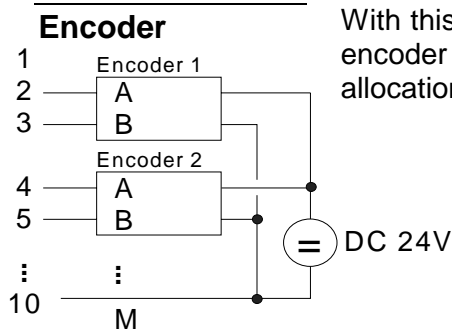 Encoder
With this
encoder
allocation
1
Encoder 1
2
A
3
B
Encoder 2
4
A
5
B
= DC 24V
⋮
⋮
10
M